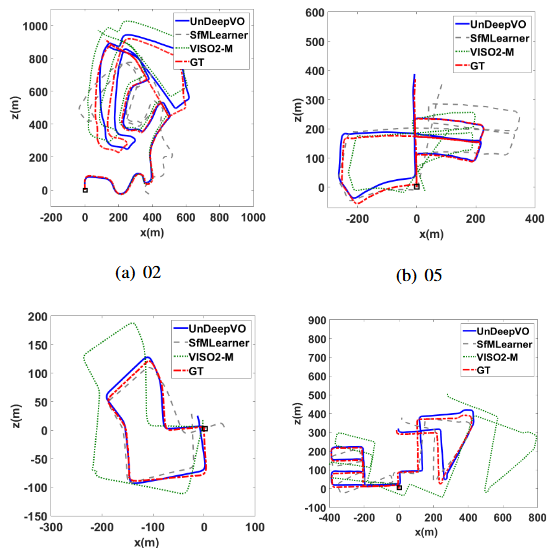 1000
800
600
400
200
0
z(m)
UnDeepVO
SfMLearner
VISO2-M
GT
-200 0 200 400 600 800 1000
x(m)
(a) 02
600
500
400
300
200
100
0
z(m)
UnDeepVO
SfMLearner
VISO2-M
GT
-200 0 200 400
x(m)
(b) 05
200
150
100
50
0
-50
-100
-150
z(m)
UnDeepVO
SfMLearner
VISO2-M
GT
-300 -200 -100 0 100
x(m)
900
800
700
600
500
400
300
200
100
0
-100
z(m)
UnDeepVO
SfMLearner
VISO2-M
GT
-400 -200 0 200 400 600 800
x(m)